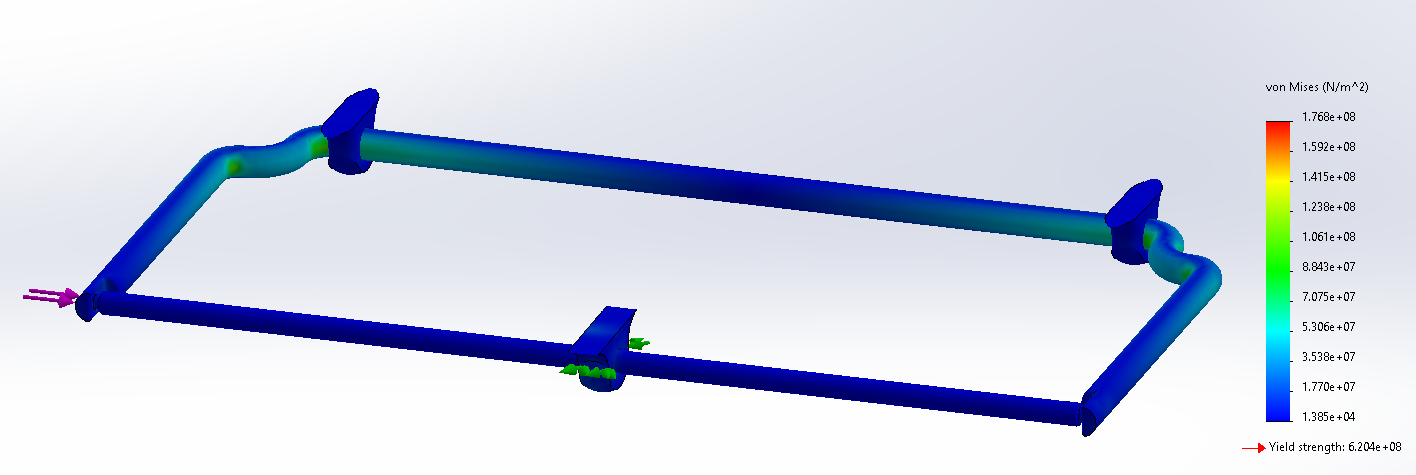 von Mises (N/m^2)
1.768e+08
1.592e+08
1.415e+08
1.238e+08
1.061e+08
8.843e+07
7.075e+07
5.306e+07
3.538e+07
1.770e+07
1.385e+04
Yield strength: 6.204e+08